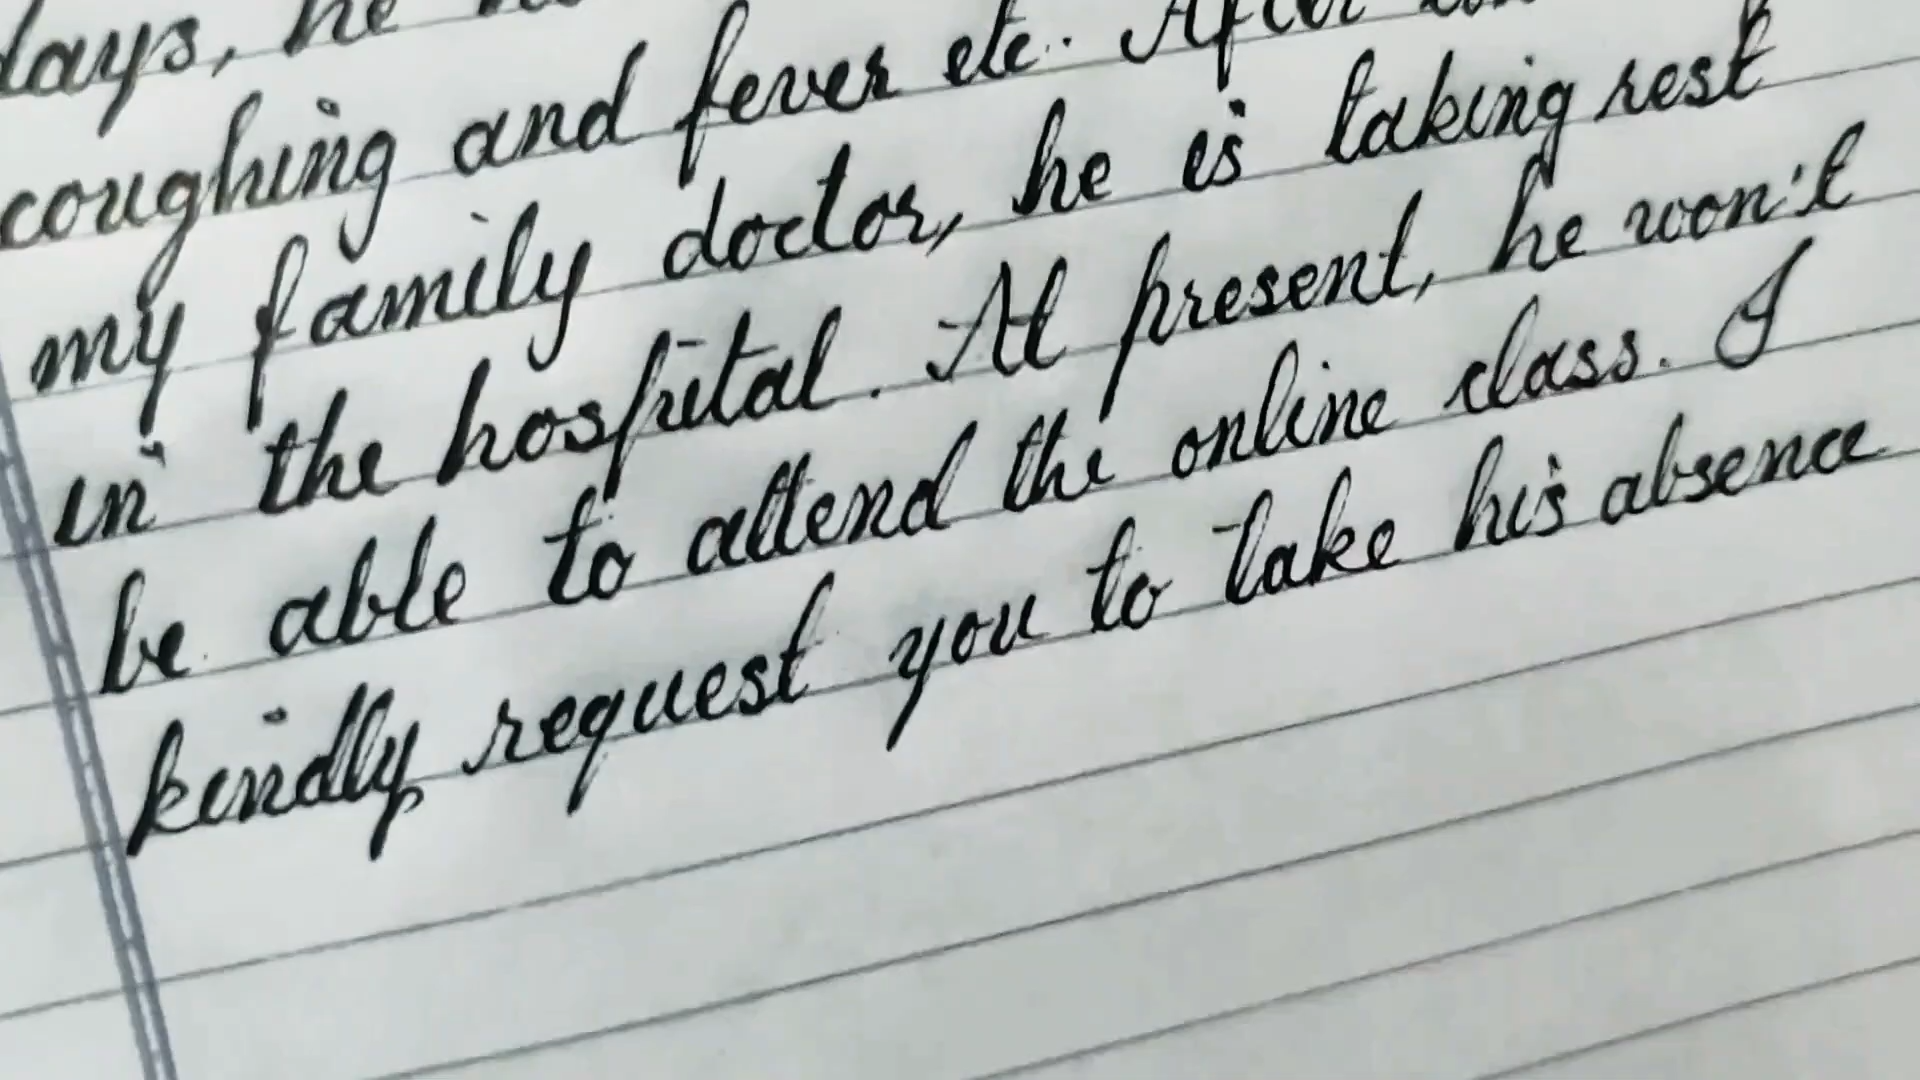 days, he
coughing and fever etc. After
my family doctor, he is taking rest
in the hospital. At present, he won't
be able to attend the online class. I
kindly request you to take his absence